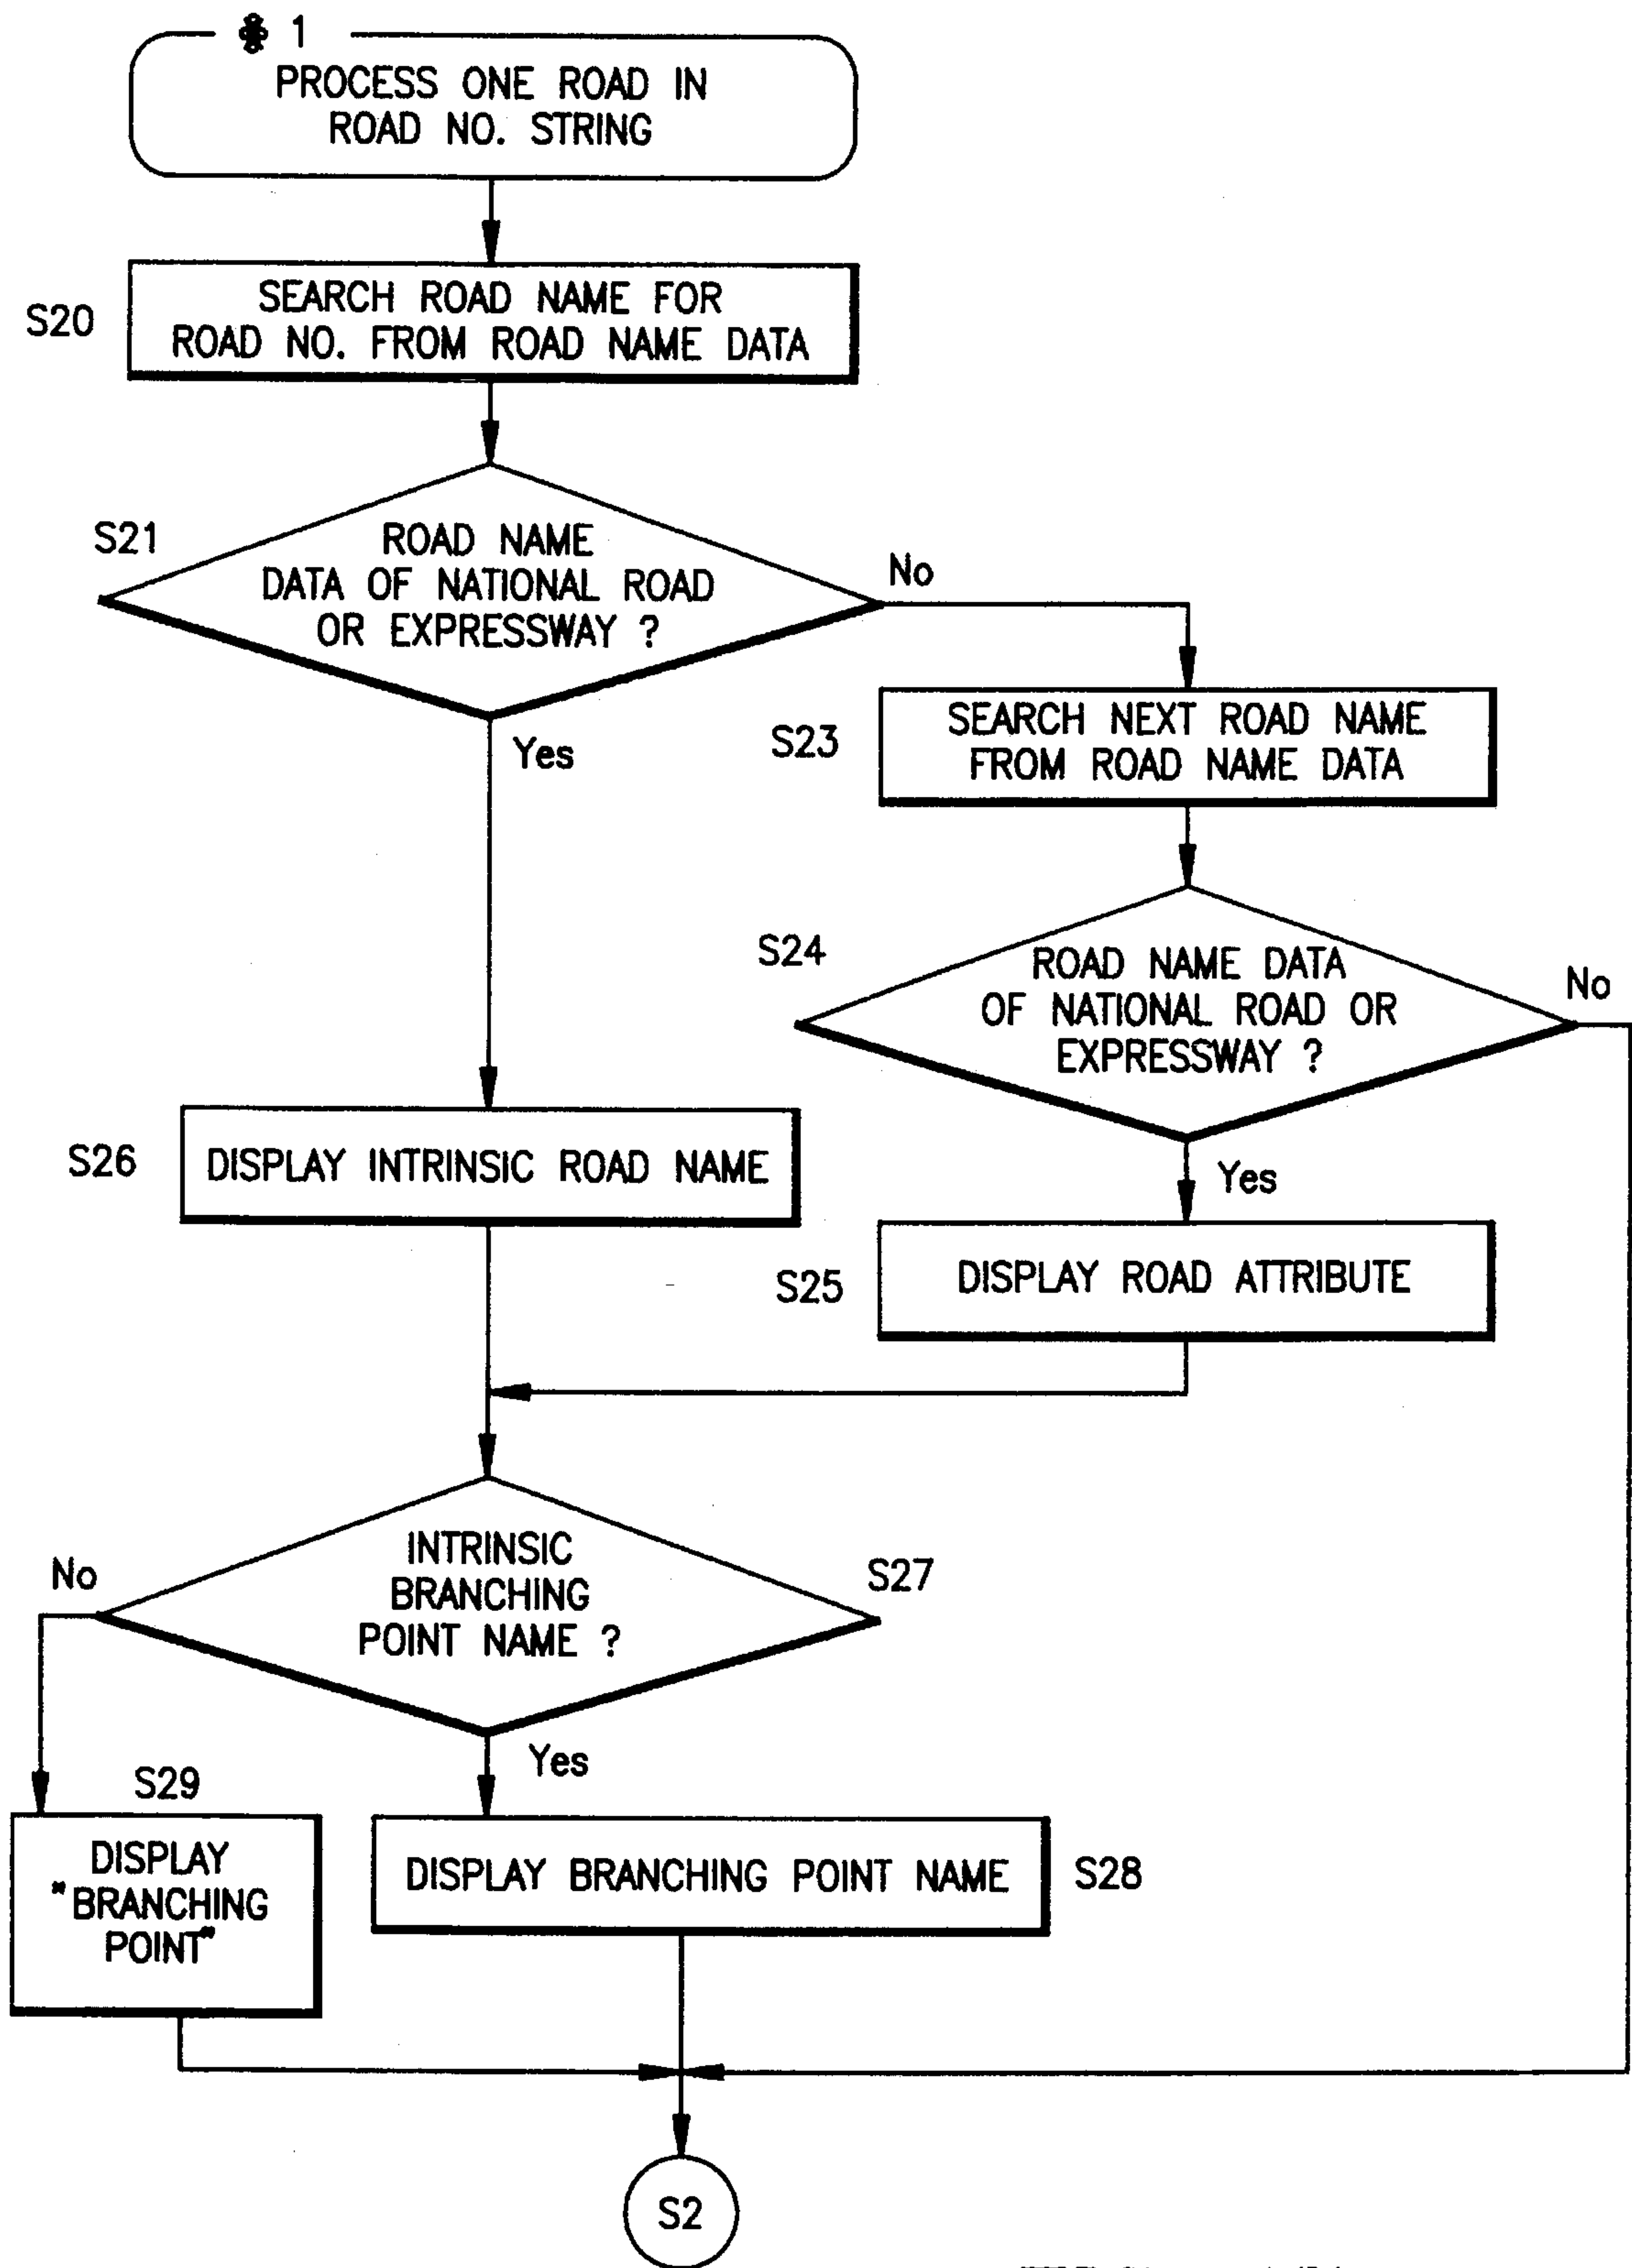 ❉ 1
PROCESS ONE ROAD IN
ROAD NO. STRING
S20
SEARCH ROAD NAME FOR
ROAD NO. FROM ROAD NAME DATA
S21
ROAD NAME
DATA OF NATIONAL ROAD
OR EXPRESSWAY ?
No
Yes
S23
SEARCH NEXT ROAD NAME
FROM ROAD NAME DATA
S24
ROAD NAME DATA
OF NATIONAL ROAD OR
EXPRESSWAY ?
No
Yes
S26
DISPLAY INTRINSIC ROAD NAME
S25
DISPLAY ROAD ATTRIBUTE
INTRINSIC
BRANCHING
POINT NAME ?
S27
No
Yes
S29
DISPLAY
"BRANCHING
POINT"
DISPLAY BRANCHING POINT NAME
S28
S2